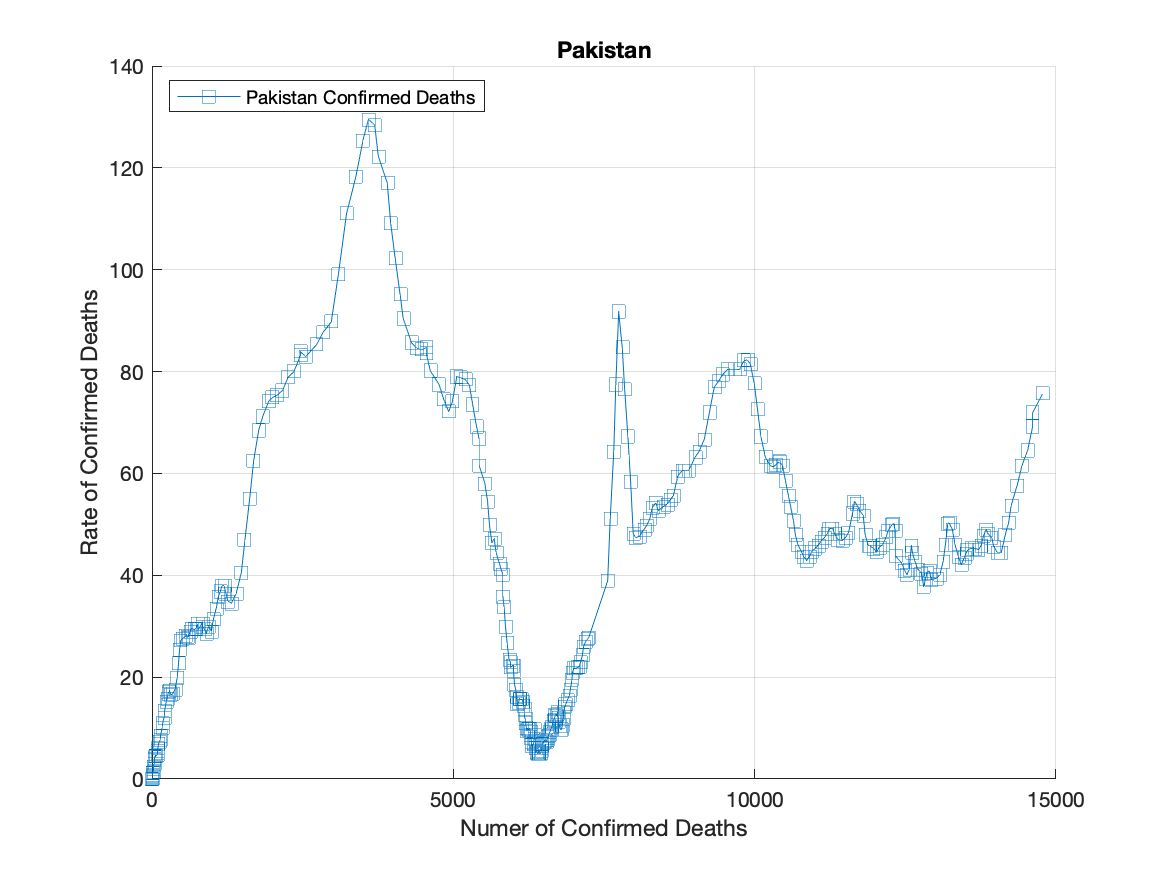 Pakistan
Pakistan Confirmed Deaths
140
120
100
80
60
40
20
0
Rate of Confirmed Deaths
0 5000 10000 15000
Numer of Confirmed Deaths